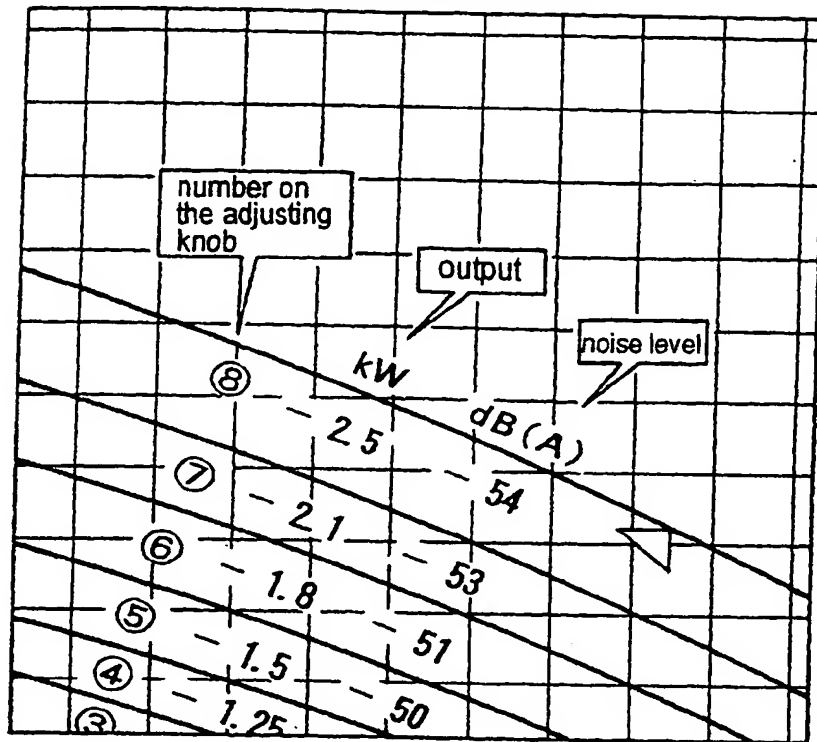 number on
the adjusting
knob
output
noise level
kW
dB(A)
⑧ - 2.5 - 54
⑦ - 2.1 - 53
⑥ - 1.8 - 51
⑤ - 1.5 - 50
④ - 1.25
③